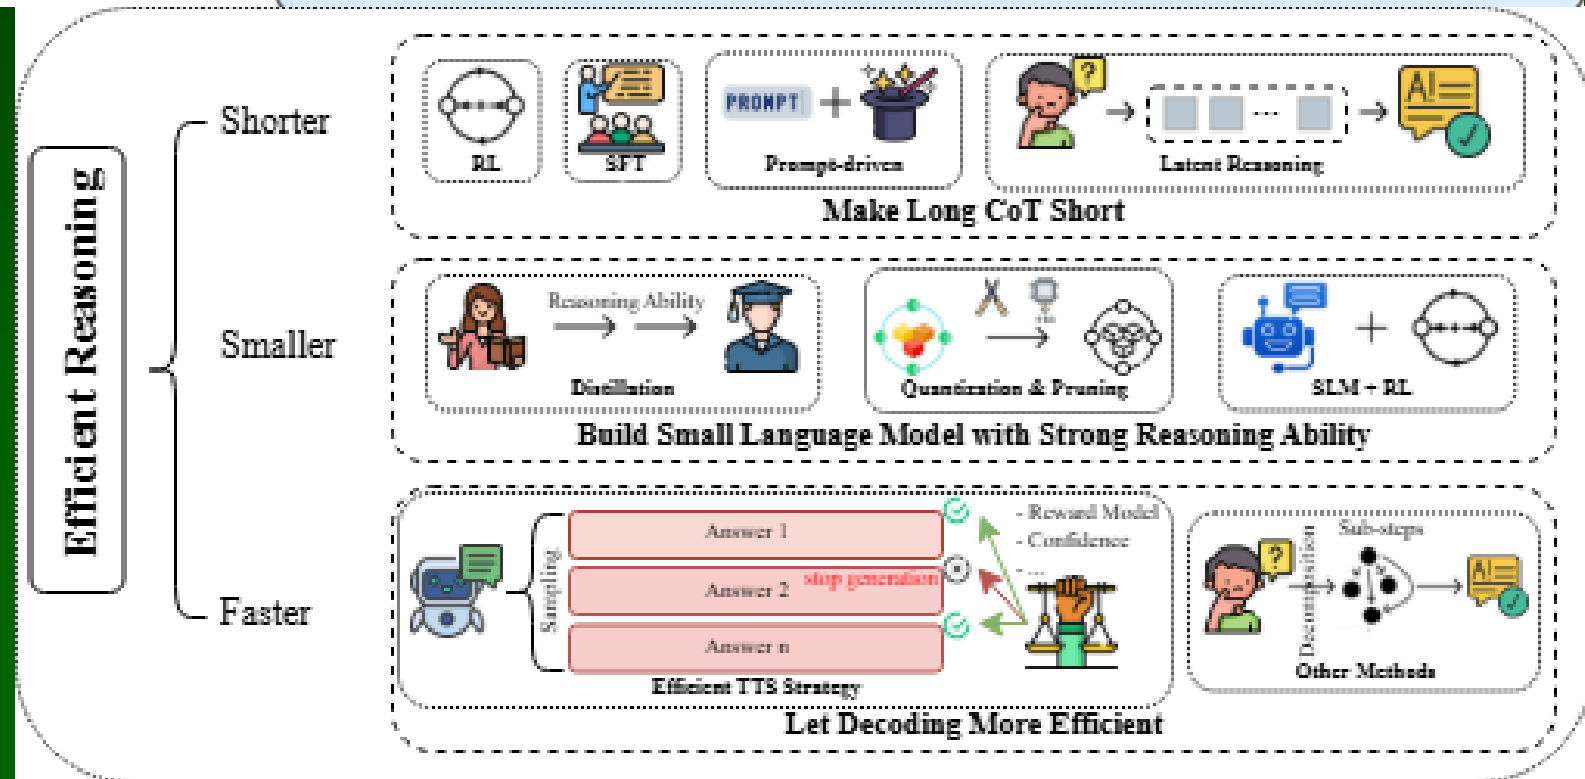 Efficient Reasoning
Shorter
RL
SFT
PROMPT
+
Prompt-driven
?
...
AI
Latent Reasoning
Make Long CoT Short
Smaller
Reasoning Ability
Distillation
Quantization & Pruning
+
SLM + RL
Build Small Language Model with Strong Reasoning Ability
Faster
Sampling
Answer 1
Answer 2
stop generation
Answer n
- Reward Model
- Confidence
- ...
Efficient TTS Strategy
?
Decomposition
Sub-steps
AI
Other Methods
Let Decoding More Efficient